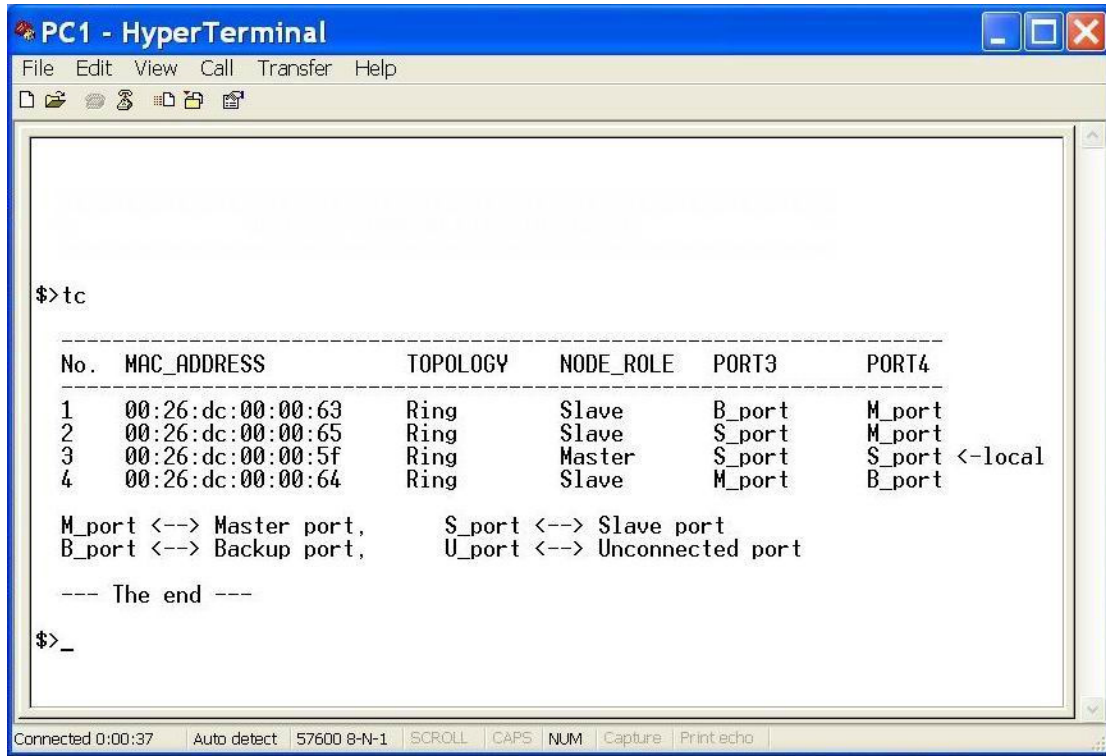 PC1 - HyperTerminal
File Edit View Call Transfer Help
$>tc
--------------------------------------------------------------------
No. MAC_ADDRESS TOPOLOGY NODE_ROLE PORT3 PORT4
--------------------------------------------------------------------
1 00:26:dc:00:00:63 Ring Slave B_port M_port
2 00:26:dc:00:00:65 Ring Slave S_port M_port
3 00:26:dc:00:00:5f Ring Master S_port S_port <-local
4 00:26:dc:00:00:64 Ring Slave M_port B_port
M_port <--> Master port, S_port <--> Slave port
B_port <--> Backup port, U_port <--> Unconnected port
--- The end ---
$>_
Connected 0:00:37 Auto detect 57600 8-N-1 SCROLL CAPS NUM Capture Print echo